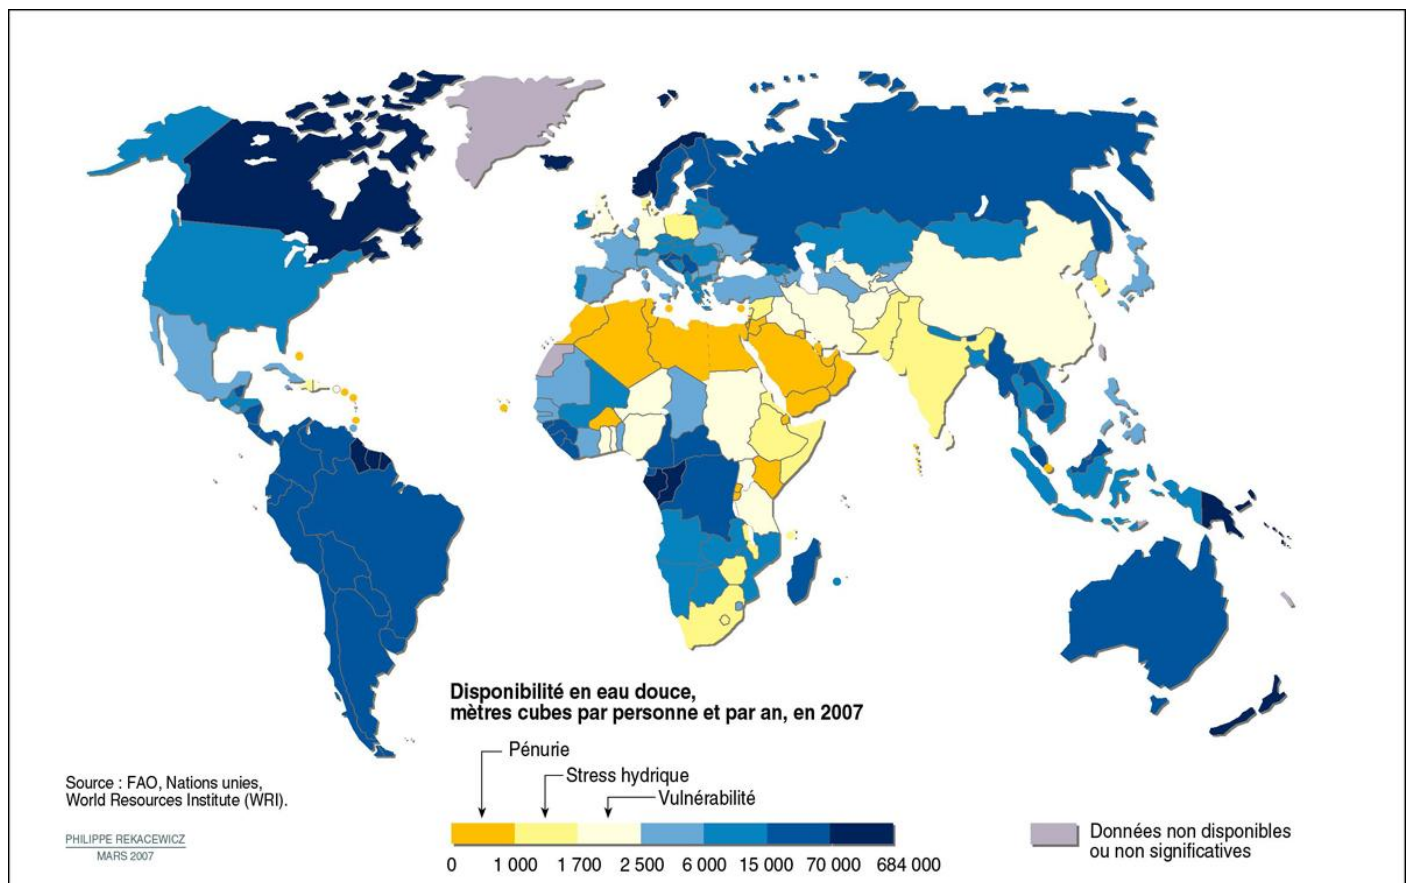 Disponibilité en eau douce,
mètres cubes par personne et par an, en 2007
Pénurie
Stress hydrique
Vulnérabilité
0 1 000 1 700 2 500 6 000 15 000 70 000 684 000
Données non disponibles
ou non significatives
Source : FAO, Nations unies,
World Resources Institute (WRI).
PHILIPPE REKACEWICZ
MARS 2007